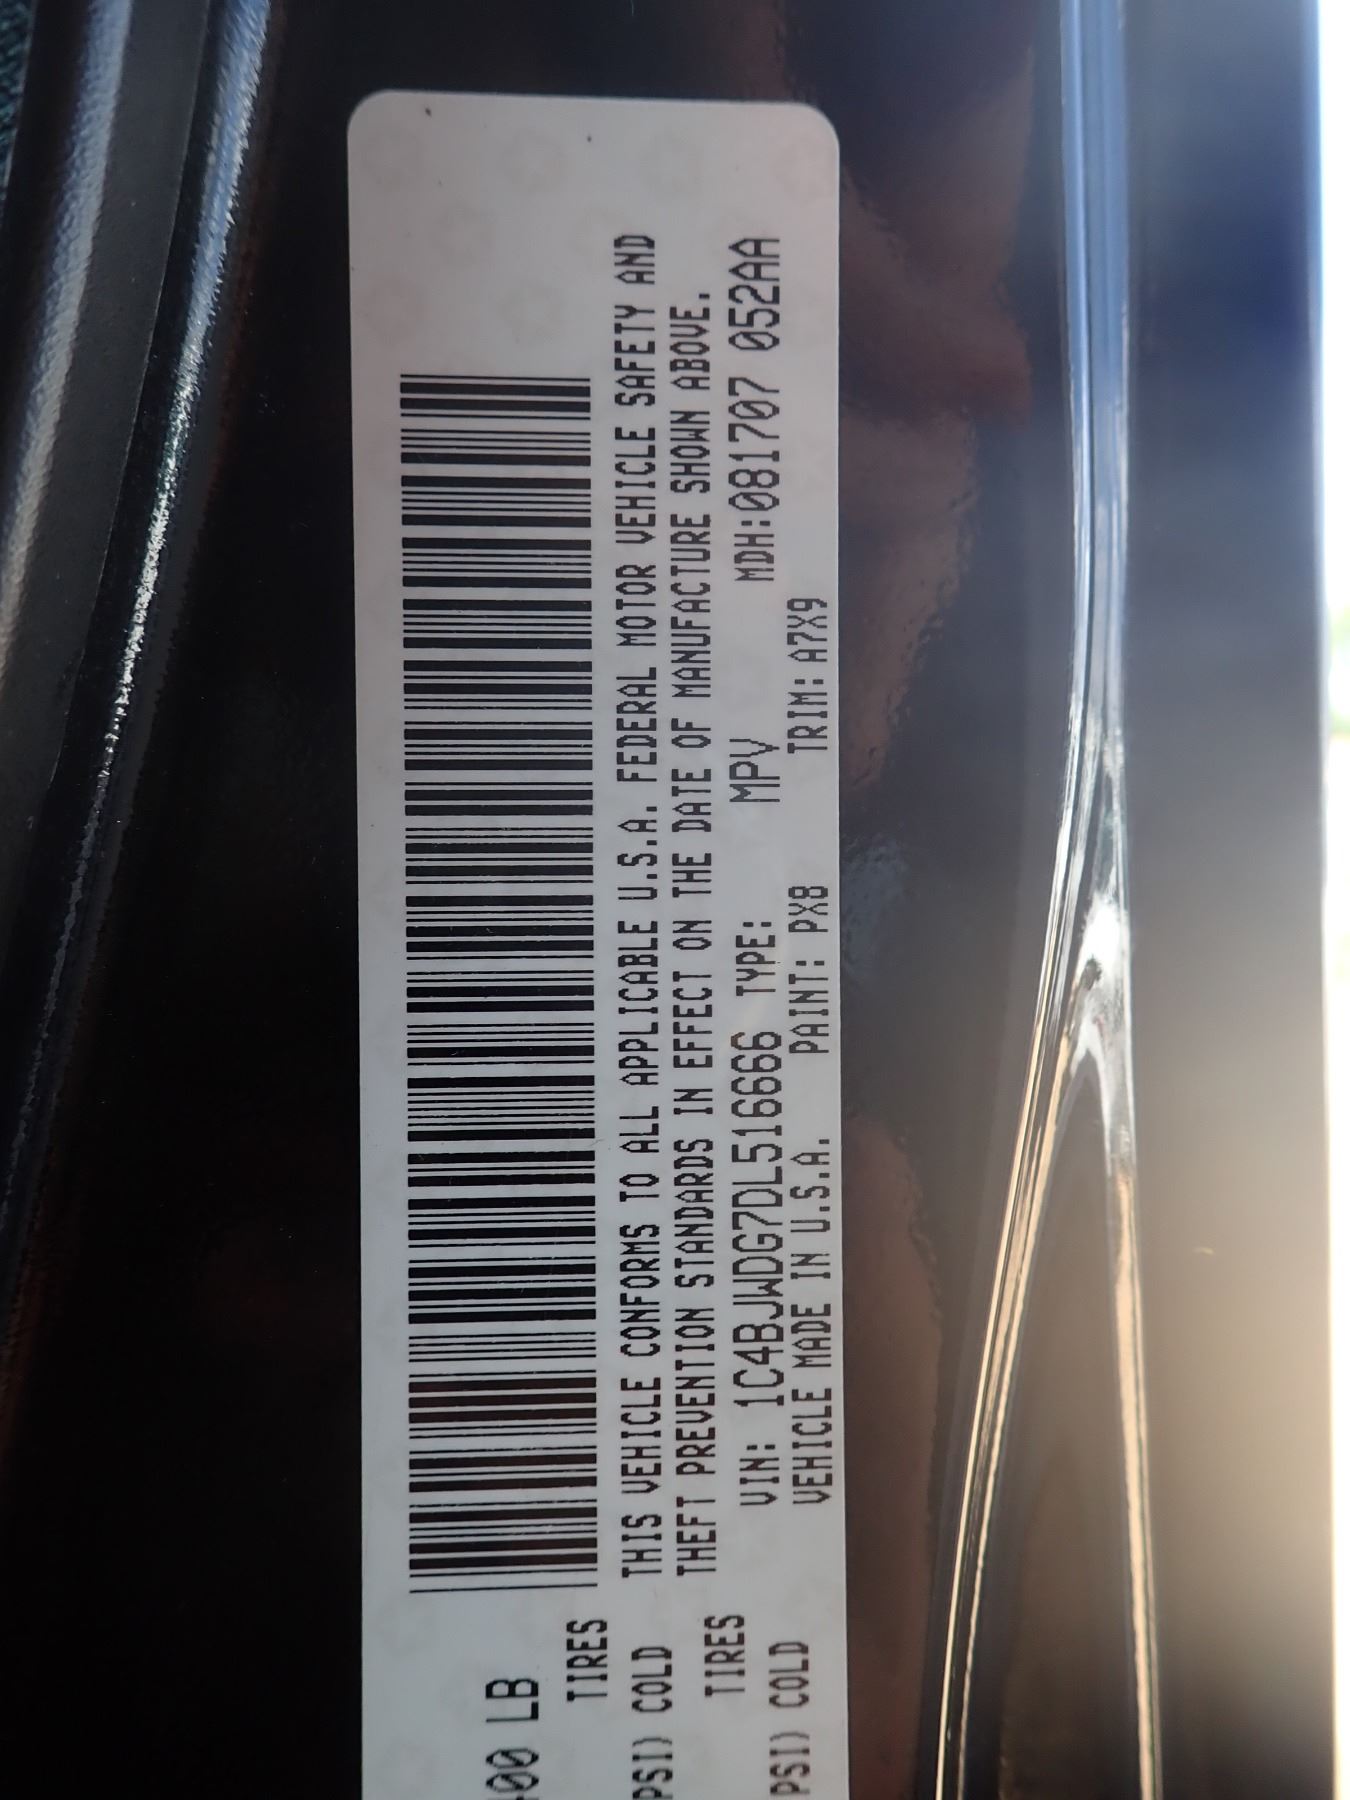 400 LB
TIRES
PSI) COLD
TIRES
PSI) COLD
THIS VEHICLE CONFORMS TO ALL APPLICABLE U.S.A. FEDERAL MOTOR VEHICLE SAFETY AND
THEFT PREVENTION STANDARDS IN EFFECT ON THE DATE OF MANUFACTURE SHOWN ABOVE.
VIN: 1C4BJWDG7DL516666 TYPE: MPV MDH:081707 052AA
VEHICLE MADE IN U.S.A. PAINT: PX8 TRIM: A7X9